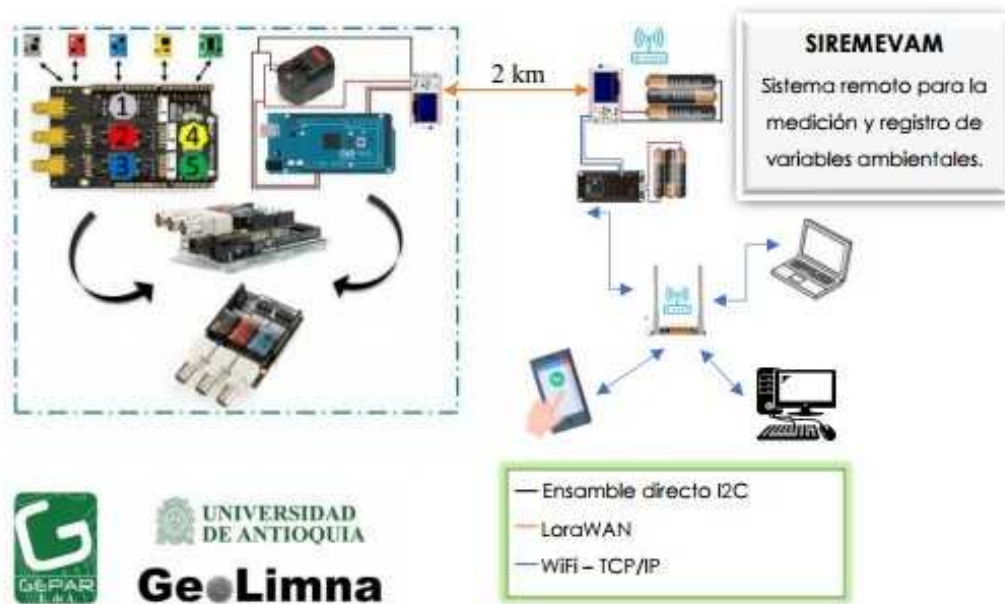 1
2
3
4
5
2 km
SIREMEVAM
Sistema remoto para la
medición y registro de
variables ambientales.
Ensamble directo I2C
LoraWAN
WiFi – TCP/IP
GEPAR
U. de A.
UNIVERSIDAD
DE ANTIOQUIA
GeoLimna